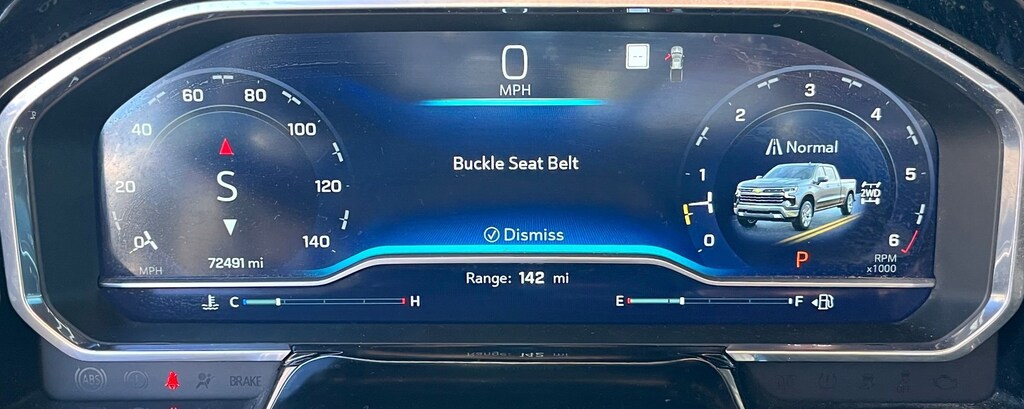 0
MPH
Buckle Seat Belt
Dismiss
0
20
40
60
80
100
120
140
MPH
S
72491 mi
0
1
2
3
4
5
6
RPM
x1000
Normal
2WD
P
Range: 142 mi
C
H
E
F
ABS
BRAKE